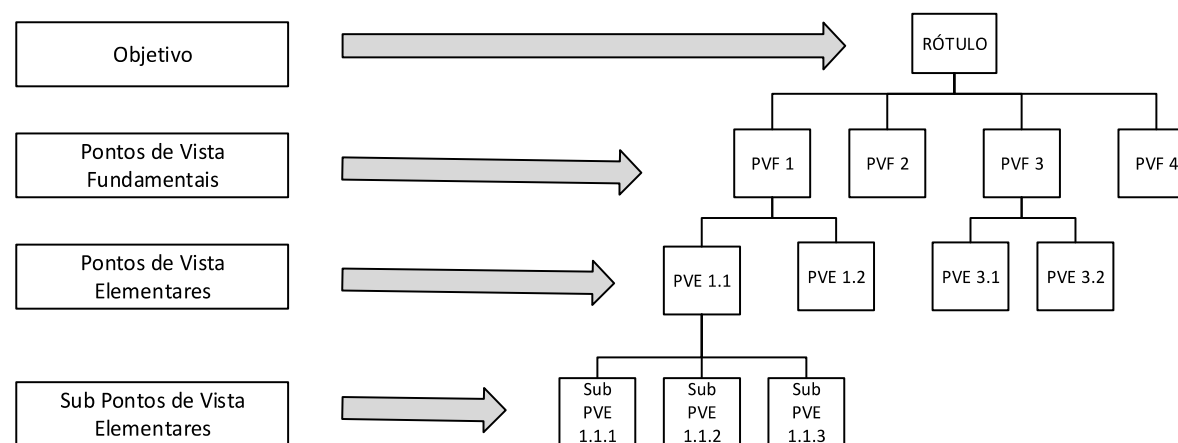 Objetivo
RÓTULO
Pontos de Vista
Fundamentais
PVF 1
PVF 2
PVF 3
PVF 4
Pontos de Vista
Elementares
PVE 1.1
PVE 1.2
PVE 3.1
PVE 3.2
Sub Pontos de Vista
Elementares
Sub
PVE
1.1.1
Sub
PVE
1.1.2
Sub
PVE
1.1.3